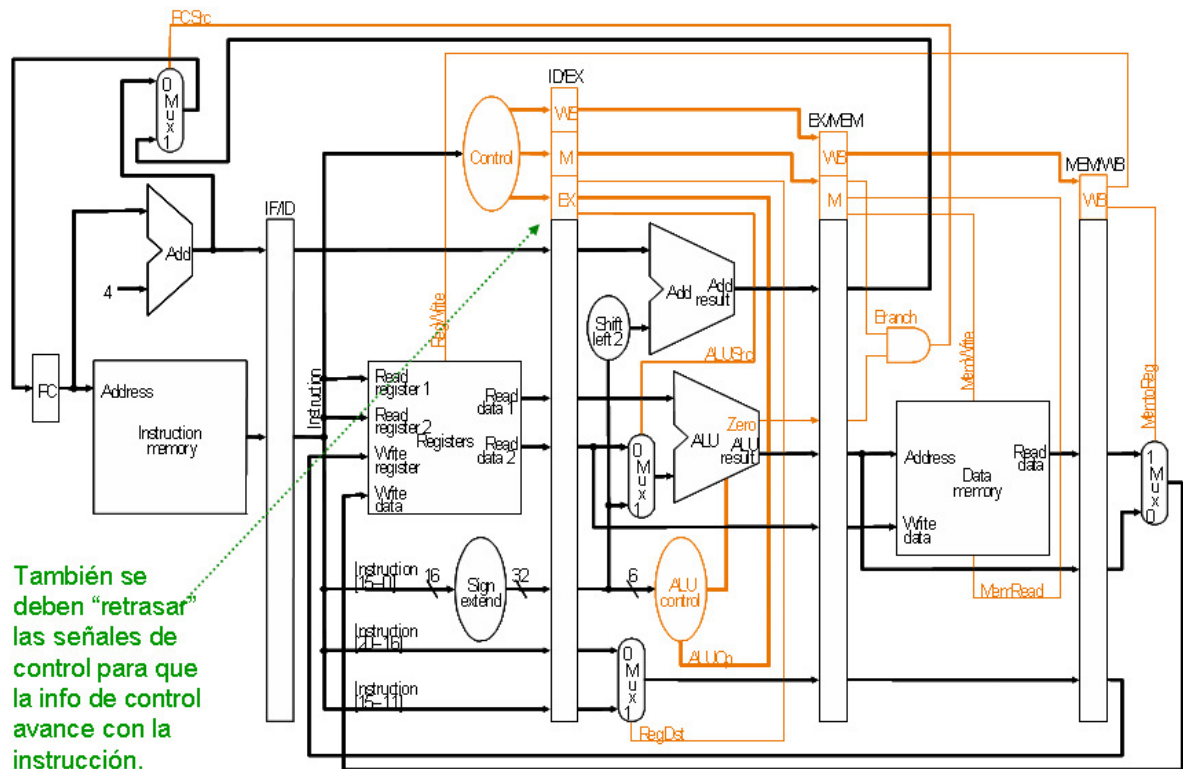 PCSrc
0
M
u
x
1
ID/EX
WB
EX/MEM
Control
M
WB
MEM/WB
EX
M
WB
IF/ID
Add
4
Add
Add
result
Shift
left 2
Branch
RegWrite
ALUSrc
MemWrite
MemtoReg
PC
Address
Instruction
memory
Instruction
Read
register 1
Read
register 2
Registers
Write
register
Write
data
Read
data 1
Read
data 2
0
M
u
x
1
Zero
ALU
ALU
result
Address
Read
data
Data
memory
Write
data
1
M
u
x
0
También se
deben “retrasar”
las señales de
control para que
la info de control
avance con la
instrucción.
Instruction
[15–0]
16
Sign
extend
32
6
ALU
control
MemRead
Instruction
[20–16]
ALUOp
0
M
u
x
1
Instruction
[15–11]
RegDst